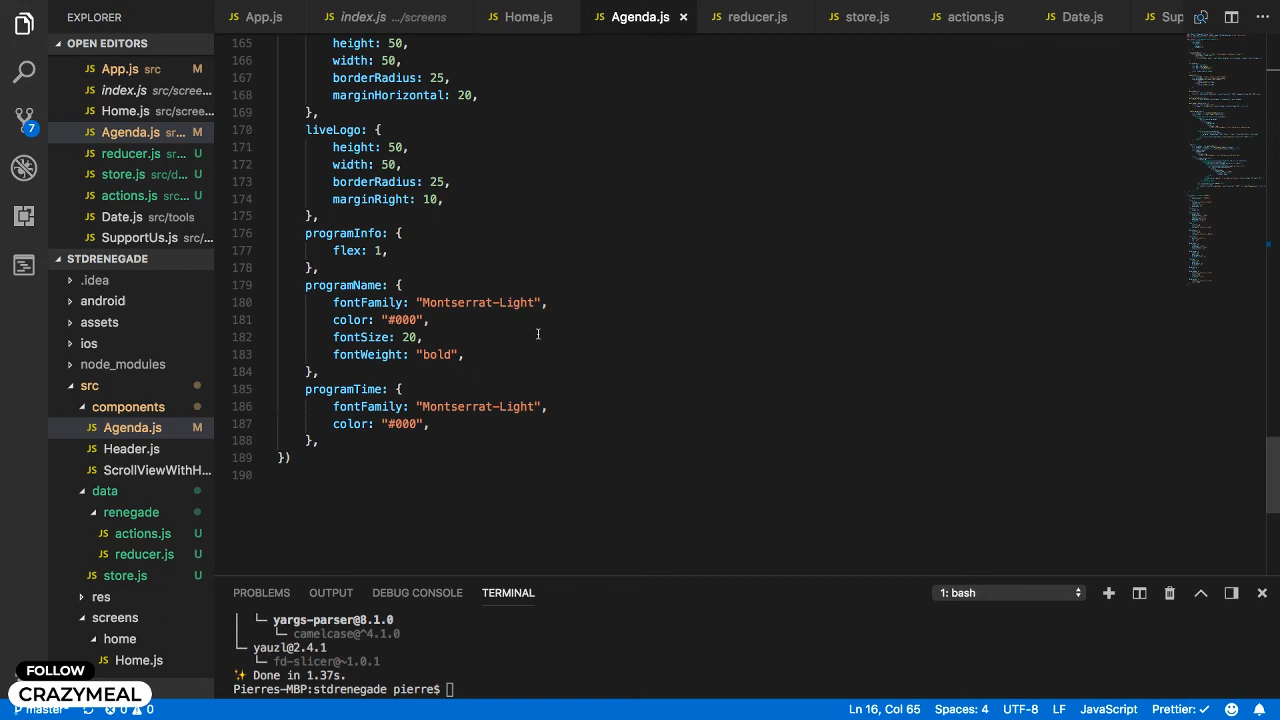 EXPLORER
App.js
index.js .../screens
Home.js
Agenda.js
reducer.js
store.js
actions.js
Date.js
Sup
OPEN EDITORS
App.js src M
index.js src/scree...
Home.js src/scree...
Agenda.js sr... M
reducer.js sr... U
store.js src/d... U
actions.js src... U
Date.js src/tools
SupportUs.js src/...
7
STDRENEGADE
.idea
android
assets
ios
node_modules
src
components
Agenda.js M
Header.js
ScrollViewWithH...
data
renegade
actions.js U
reducer.js U
store.js U
res
screens
home
Home.js
165 height: 50,
166 width: 50,
167 borderRadius: 25,
168 marginHorizontal: 20,
169 },
170 liveLogo: {
171 height: 50,
172 width: 50,
173 borderRadius: 25,
174 marginRight: 10,
175 },
176 programInfo: {
177 flex: 1,
178 },
179 programName: {
180 fontFamily: "Montserrat-Light",
181 color: "#000",
182 fontSize: 20,
183 fontWeight: "bold",
184 },
185 programTime: {
186 fontFamily: "Montserrat-Light",
187 color: "#000",
188 },
189 })
190
PROBLEMS OUTPUT DEBUG CONSOLE TERMINAL
1: bash
│ └─ yargs-parser@8.1.0
│ └─ camelcase@^4.1.0
└─ yauzl@2.4.1
└─ fd-slicer@~1.0.1
✨ Done in 1.37s.
Pierres-MBP:stdrenegade pierre$
FOLLOW
CRAZYMEAL
master* 0 0
Ln 16, Col 65 Spaces: 4 UTF-8 LF JavaScript Prettier: ✓